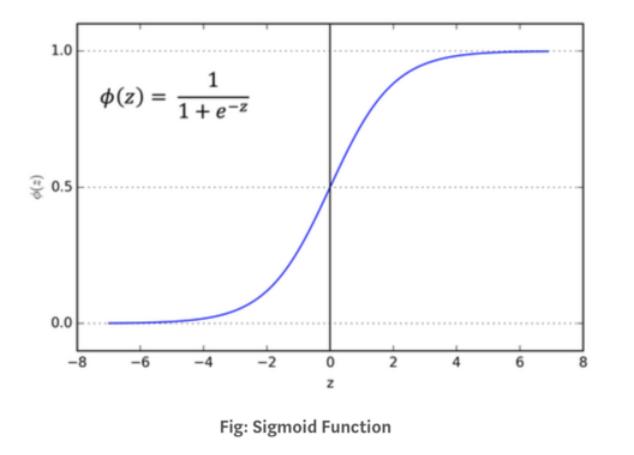 1.0
ϕ(z) = 1 / 1 + e^−z
ϕ(z)
0.5
0.0
−8 −6 −4 −2 0 2 4 6 8
z
Fig: Sigmoid Function